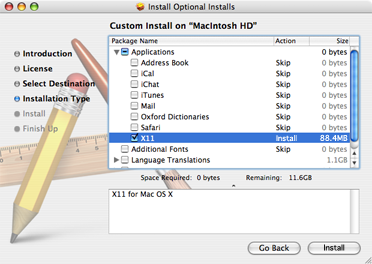 Install Optional Installs
Custom Install on “MacIntosh HD”
Introduction
License
Select Destination
Installation Type
Install
Finish Up
Package Name Action Size
Applications 0 bytes
Address Book Skip 0 bytes
iCal Skip 0 bytes
iChat Skip 0 bytes
iTunes Skip 0 bytes
Mail Skip 0 bytes
Oxford Dictionaries Skip 0 bytes
Safari Skip 0 bytes
X11 Install 88.4MB
Additional Fonts Skip 0 bytes
Language Translations 1.1GB
Space Required: 0 bytes Remaining: 11.6GB
X11 for Mac OS X
Go Back Install